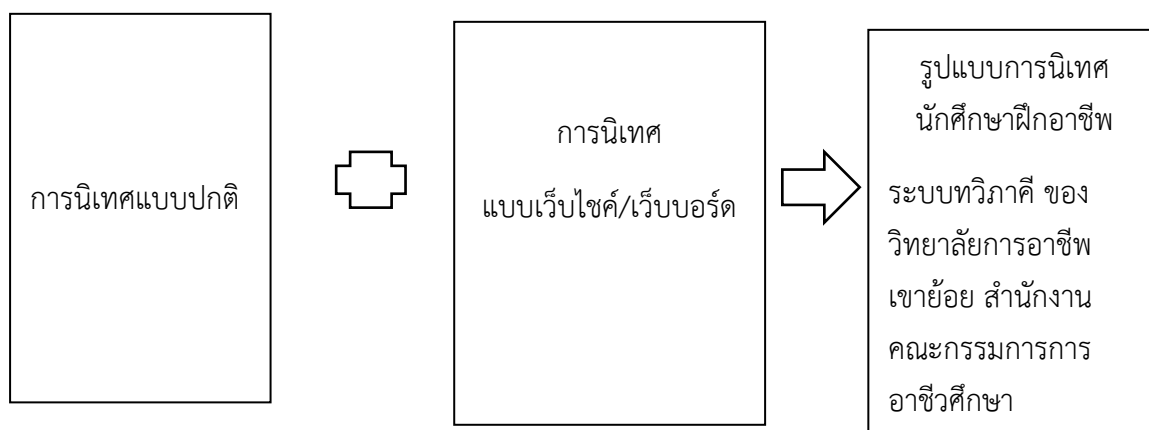 การนิเทศแบบปกติ
การนิเทศ
แบบเว็บไซค์/เว็บบอร์ด
รูปแบบการนิเทศ
นักศึกษาฝึกอาชีพ
ระบบทวิภาคี ของ
วิทยาลัยการอาชีพ
เขาย้อย สำนักงาน
คณะกรรมการการ
อาชีวศึกษา